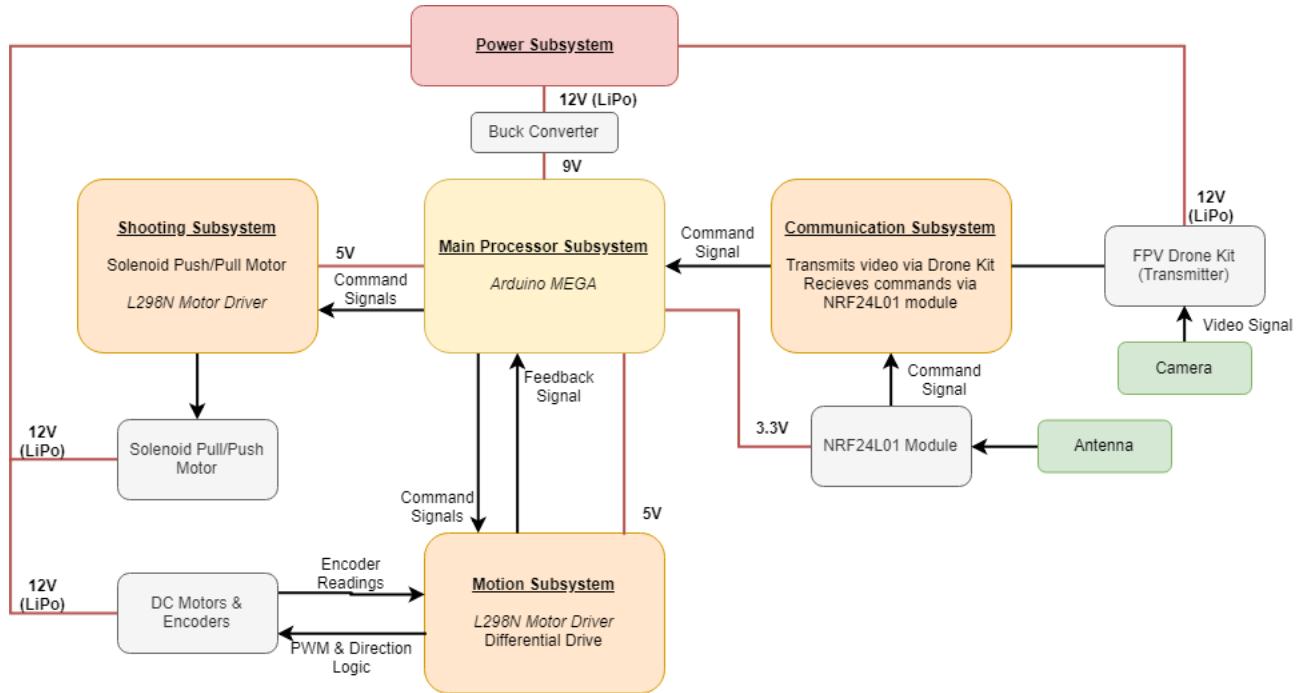 Power Subsystem
12V (LiPo)
Buck Converter
9V
Shooting Subsystem
Solenoid Push/Pull Motor
L298N Motor Driver
5V
Command
Signals
Main Processor Subsystem
Arduino MEGA
Command
Signal
Communication Subsystem
Transmits video via Drone Kit
Recieves commands via
NRF24L01 module
12V
(LiPo)
FPV Drone Kit
(Transmitter)
Video Signal
Camera
Feedback
Signal
Command
Signal
12V
(LiPo)
Solenoid Pull/Push
Motor
3.3V
NRF24L01 Module
Antenna
Command
Signals
5V
12V
(LiPo)
DC Motors &
Encoders
Encoder
Readings
PWM & Direction
Logic
Motion Subsystem
L298N Motor Driver
Differential Drive